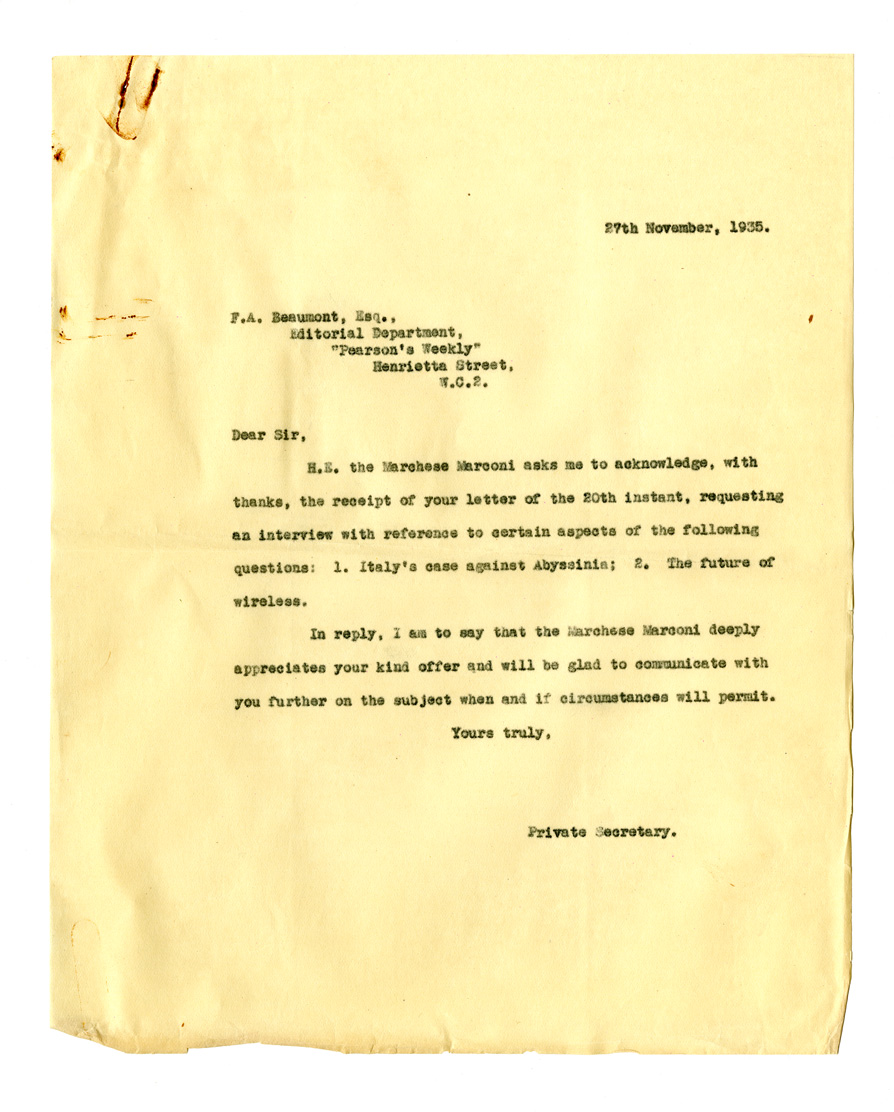 27th November, 1935.
F.A. Beaumont, Esq.,
Editorial Department,
"Pearson's Weekly"
Henrietta Street,
W.C.2.
Dear Sir,
H.E. the Marchese Marconi asks me to acknowledge, with
thanks, the receipt of your letter of the 20th instant, requesting
an interview with reference to certain aspects of the following
questions: 1. Italy's case against Abyssinia; 2. The future of
wireless.
In reply, I am to say that the Marchese Marconi deeply
appreciates your kind offer and will be glad to communicate with
you further on the subject when and if circumstances will permit.
Yours truly,
Private Secretary.